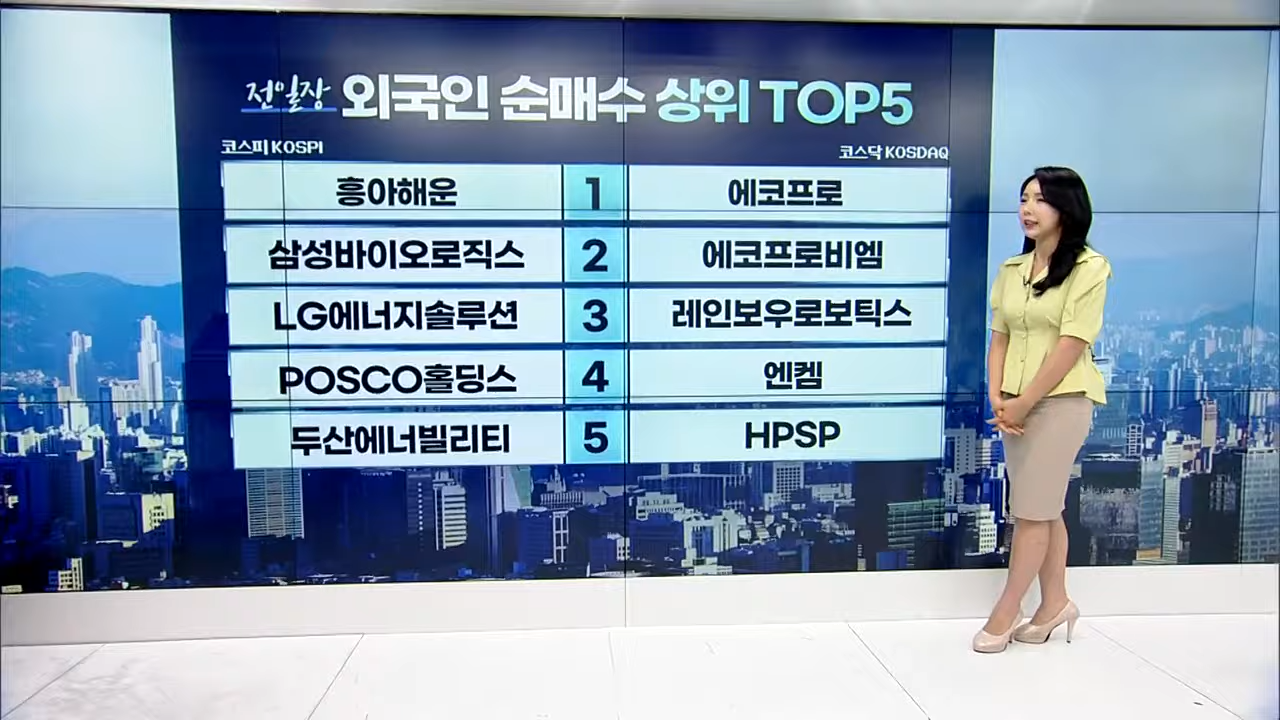 전일장 외국인 순매수 상위 TOP5
코스피 KOSPI 코스닥 KOSDAQ
흥아해운 1 에코프로
삼성바이오로직스 2 에코프로비엠
LG에너지솔루션 3 레인보우로보틱스
POSCO홀딩스 4 엔켐
두산에너빌리티 5 HPSP